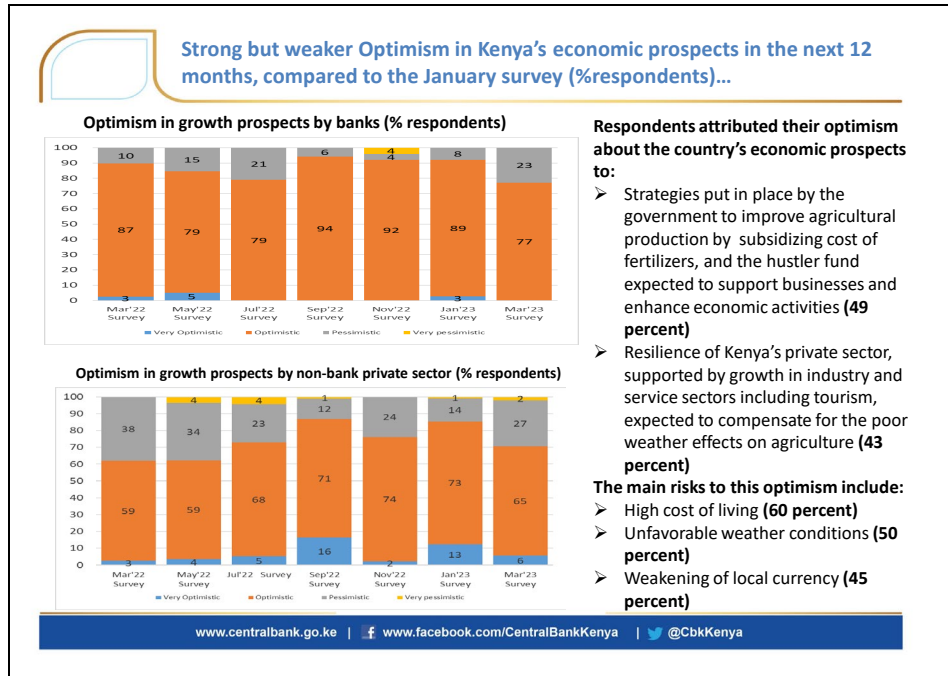 Strong but weaker Optimism in Kenya's economic prospects in the next 12
months, compared to the January survey (%respondents)…
Optimism in growth prospects by banks (% respondents)
100
90
80
70
60
50
40
30
20
10
0
10
87
3
15
79
5
21
79
6
94
4
4
92
8
89
3
23
77
Mar'22
Survey
May'22
Survey
Jul'22
Survey
Sep'22
Survey
Nov'22
Survey
Jan'23
Survey
Mar'23
Survey
Very Optimistic Optimistic Pessimistic Very pessimistic
Optimism in growth prospects by non-bank private sector (% respondents)
100
90
80
70
60
50
40
30
20
10
0
38
59
3
4
34
59
4
4
23
68
5
1
12
71
16
24
74
2
1
14
73
13
2
27
65
6
Mar'22
Survey
May'22
Survey
Jul'22 Survey
Sep'22
Survey
Nov'22
Survey
Jan'23
Survey
Mar'23
Survey
Very Optimistic Optimistic Pessimistic Very pessimistic
Respondents attributed their optimism
about the country's economic prospects
to:
➢ Strategies put in place by the
government to improve agricultural
production by subsidizing cost of
fertilizers, and the hustler fund
expected to support businesses and
enhance economic activities (49
percent)
➢ Resilience of Kenya's private sector,
supported by growth in industry and
service sectors including tourism,
expected to compensate for the poor
weather effects on agriculture (43
percent)
The main risks to this optimism include:
➢ High cost of living (60 percent)
➢ Unfavorable weather conditions (50
percent)
➢ Weakening of local currency (45
percent)
www.centralbank.go.ke | f www.facebook.com/CentralBankKenya | @CbkKenya